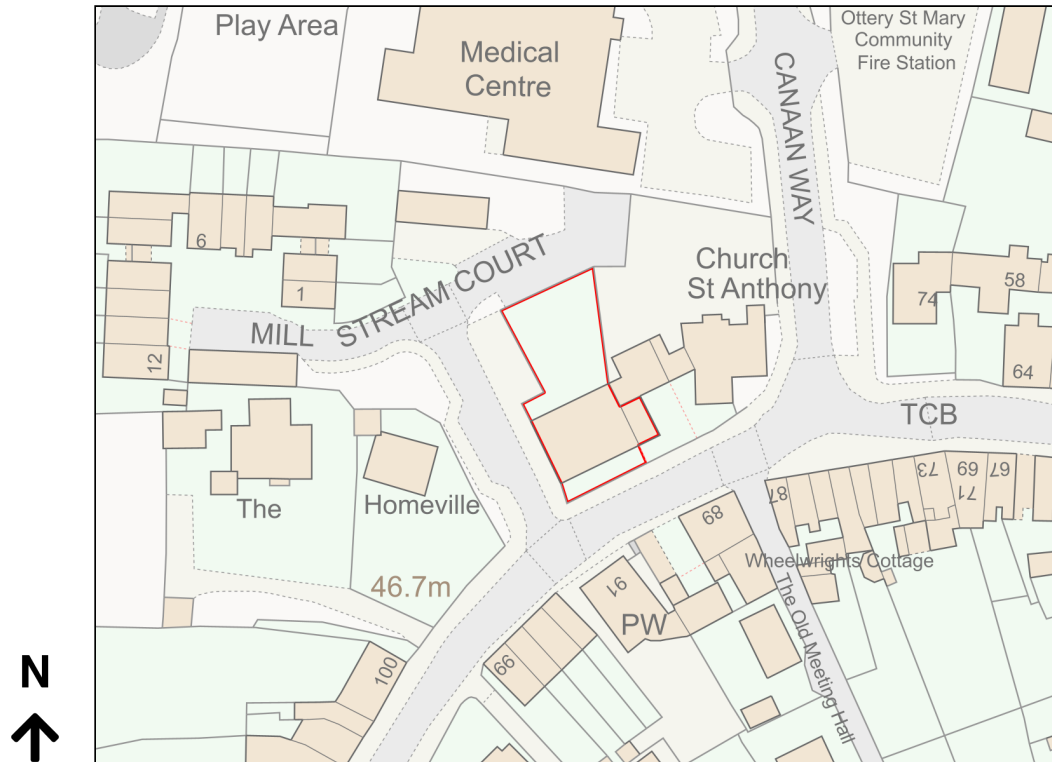 Play Area
Medical
Centre
Ottery St Mary
Community
Fire Station
CANAAN WAY
6
1
12
MILL STREAM COURT
Church
St Anthony
74
58
64
TCB
The
Homeville
46.7m
87
73
71
69
67
89
91
PW
Wheelwrights Cottage
The Old Meeting Hall
99
100
N